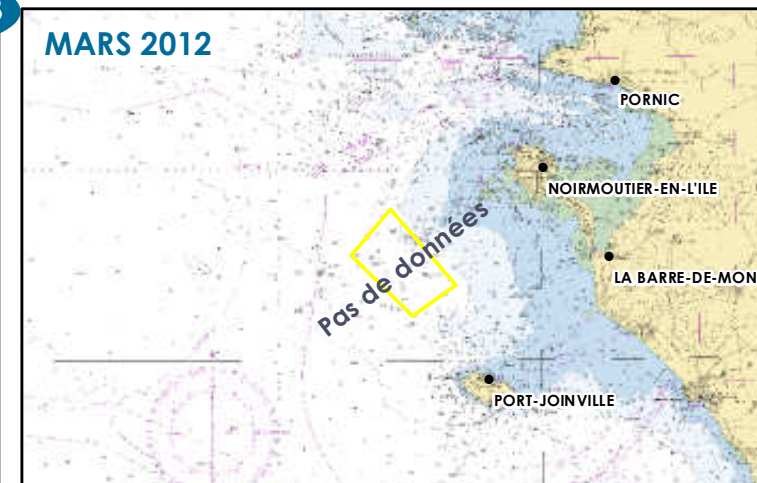 MARS 2012
PORNIC
NOIRMOUTIER-EN-L'ILE
Pas de données
LA BARRE-DE-MON
PORT-JOINVILLE